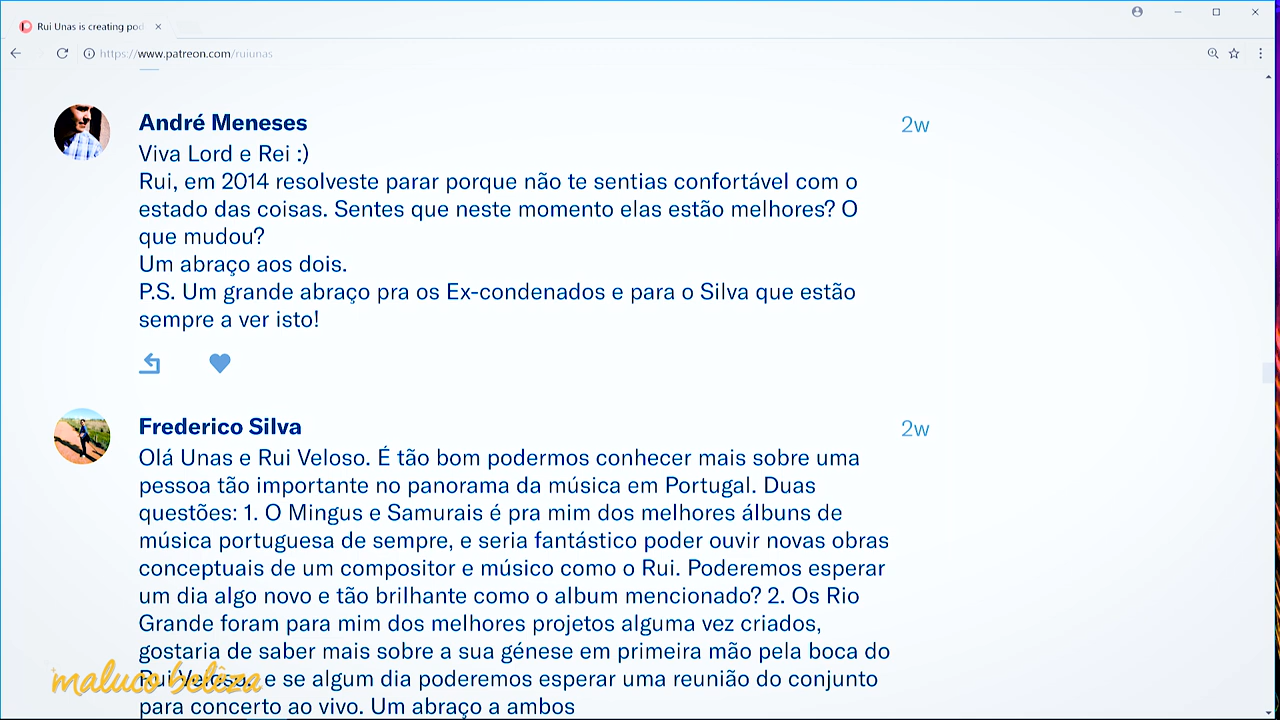 Rui Unas is creating pod
https://www.patreon.com/ruiunas
André Meneses
2w
Viva Lord e Rei :)
Rui, em 2014 resolveste parar porque não te sentias confortável com o
estado das coisas. Sentes que neste momento elas estão melhores? O
que mudou?
Um abraço aos dois.
P.S. Um grande abraço pra os Ex-condenados e para o Silva que estão
sempre a ver isto!
Frederico Silva
2w
Olá Unas e Rui Veloso. É tão bom podermos conhecer mais sobre uma
pessoa tão importante no panorama da música em Portugal. Duas
questões: 1. O Mingus e Samurais é pra mim dos melhores álbuns de
música portuguesa de sempre, e seria fantástico poder ouvir novas obras
conceptuais de um compositor e músico como o Rui. Poderemos esperar
um dia algo novo e tão brilhante como o album mencionado? 2. Os Rio
Grande foram para mim dos melhores projetos alguma vez criados,
gostaria de saber mais sobre a sua génese em primeira mão pela boca do
Rui Veloso, e se algum dia poderemos esperar uma reunião do conjunto
para concerto ao vivo. Um abraço a ambos
maluco belêza